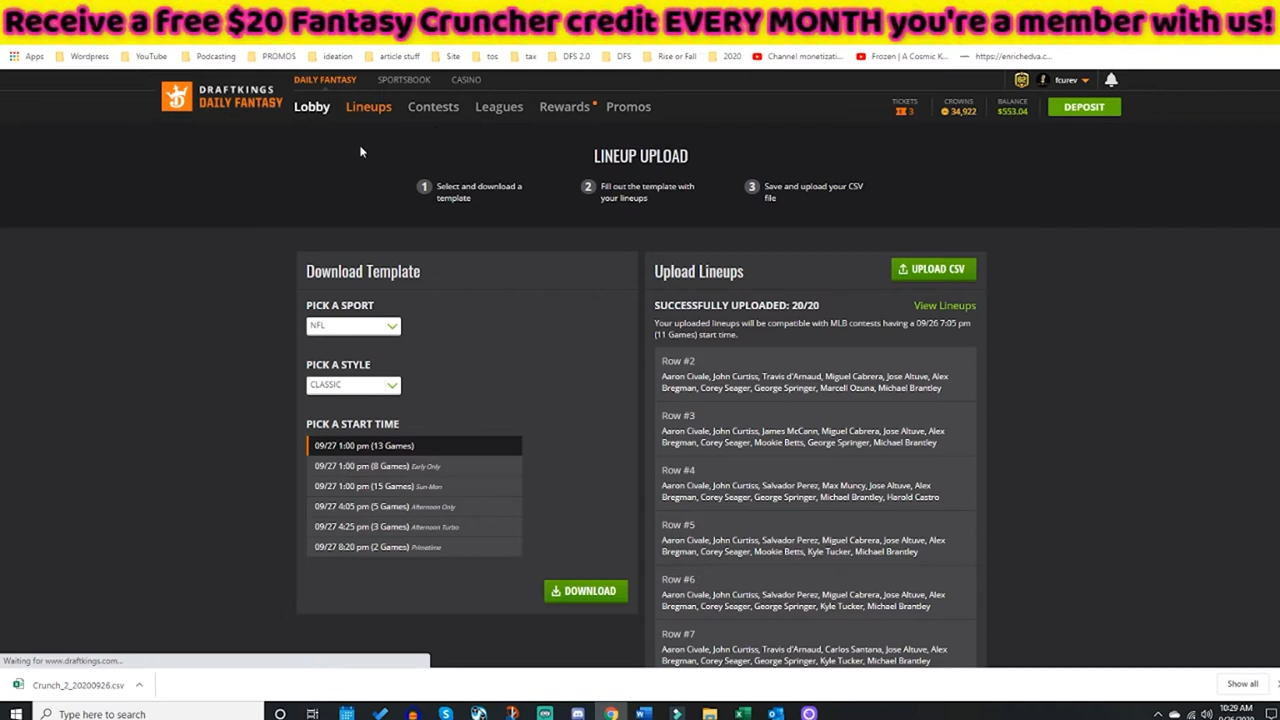 Receive a free $20 Fantasy Cruncher credit EVERY MONTH you're a member with us!
Apps Wordpress YouTube Podcasting PROMOS ideation article stuff Site tos tax DFS 2.0 DFS Rise or Fall 2020 Channel monetizati... Frozen | A Cosmic K... https://enrichedva.c...
DAILY FANTASY SPORTSBOOK CASINO
fcurev
DRAFTKINGS
DAILY FANTASY
Lobby Lineups Contests Leagues Rewards Promos
TICKETS
3
CROWNS
34,922
BALANCE
$553.04
DEPOSIT
LINEUP UPLOAD
1 Select and download a
template
2 Fill out the template with
your lineups
3 Save and upload your CSV
file
Download Template
PICK A SPORT
NFL
PICK A STYLE
CLASSIC
PICK A START TIME
09/27 1:00 pm (13 Games)
09/27 1:00 pm (8 Games) Early Only
09/27 1:00 pm (15 Games) Sun-Mon
09/27 4:05 pm (5 Games) Afternoon Only
09/27 4:25 pm (3 Games) Afternoon Turbo
09/27 8:20 pm (2 Games) Primetime
DOWNLOAD
Upload Lineups
UPLOAD CSV
SUCCESSFULLY UPLOADED: 20/20
View Lineups
Your uploaded lineups will be compatible with MLB contests having a 09/26 7:05 pm
(11 Games) start time.
Row #2
Aaron Civale, John Curtiss, Travis d'Arnaud, Miguel Cabrera, Jose Altuve, Alex
Bregman, Corey Seager, George Springer, Marcell Ozuna, Michael Brantley
Row #3
Aaron Civale, John Curtiss, James McCann, Miguel Cabrera, Jose Altuve, Alex
Bregman, Corey Seager, Mookie Betts, George Springer, Michael Brantley
Row #4
Aaron Civale, John Curtiss, Salvador Perez, Max Muncy, Jose Altuve, Alex
Bregman, Corey Seager, George Springer, Michael Brantley, Harold Castro
Row #5
Aaron Civale, John Curtiss, Salvador Perez, Miguel Cabrera, Jose Altuve, Alex
Bregman, Corey Seager, Mookie Betts, Kyle Tucker, Michael Brantley
Row #6
Aaron Civale, John Curtiss, Salvador Perez, Miguel Cabrera, Jose Altuve, Alex
Bregman, Corey Seager, George Springer, Kyle Tucker, Michael Brantley
Row #7
Aaron Civale, John Curtiss, Travis d'Arnaud, Carlos Santana, Jose Altuve, Alex
Bregman, Corey Seager, George Springer, Kyle Tucker, Michael Brantley
Waiting for www.draftkings.com...
Crunch_2_20200926.csv
Show all
Type here to search
10:29 AM